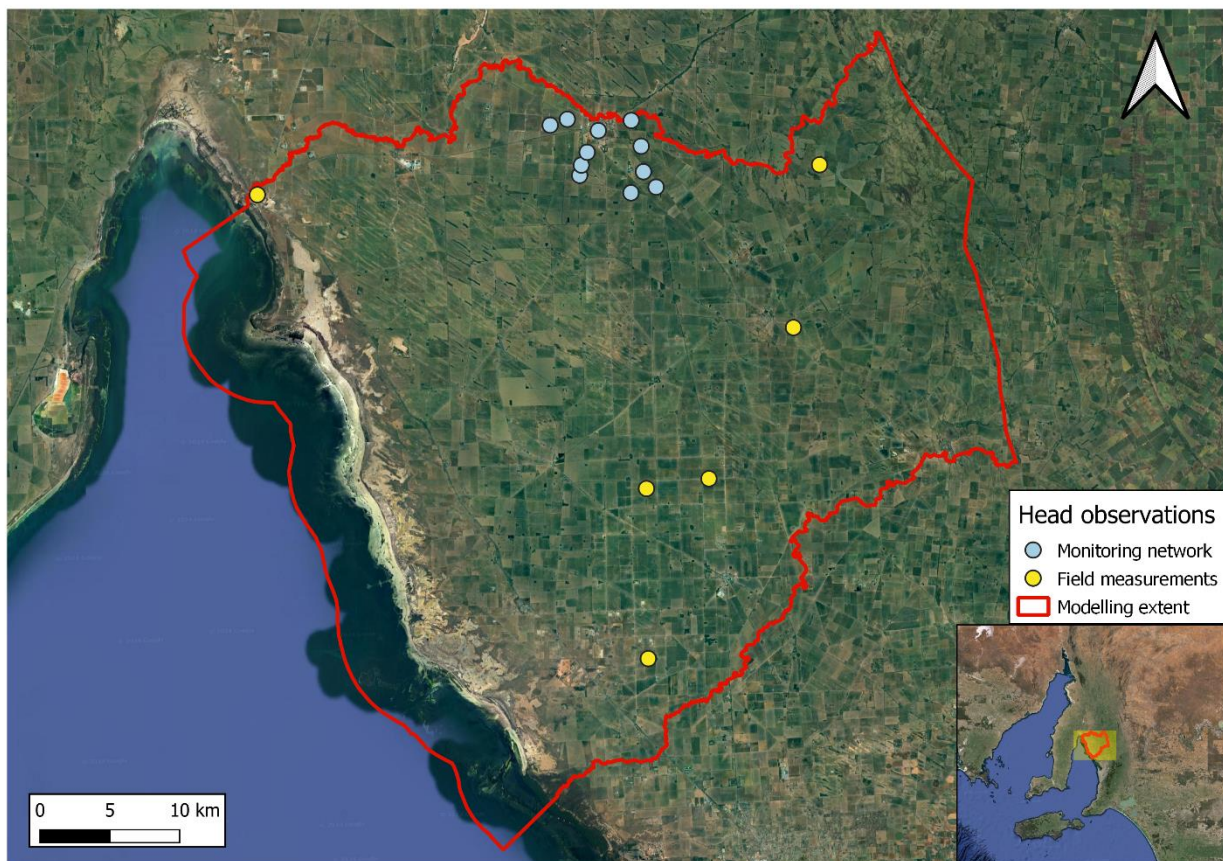 Head observations
Monitoring network
Field measurements
Modelling extent
0 5 10 km